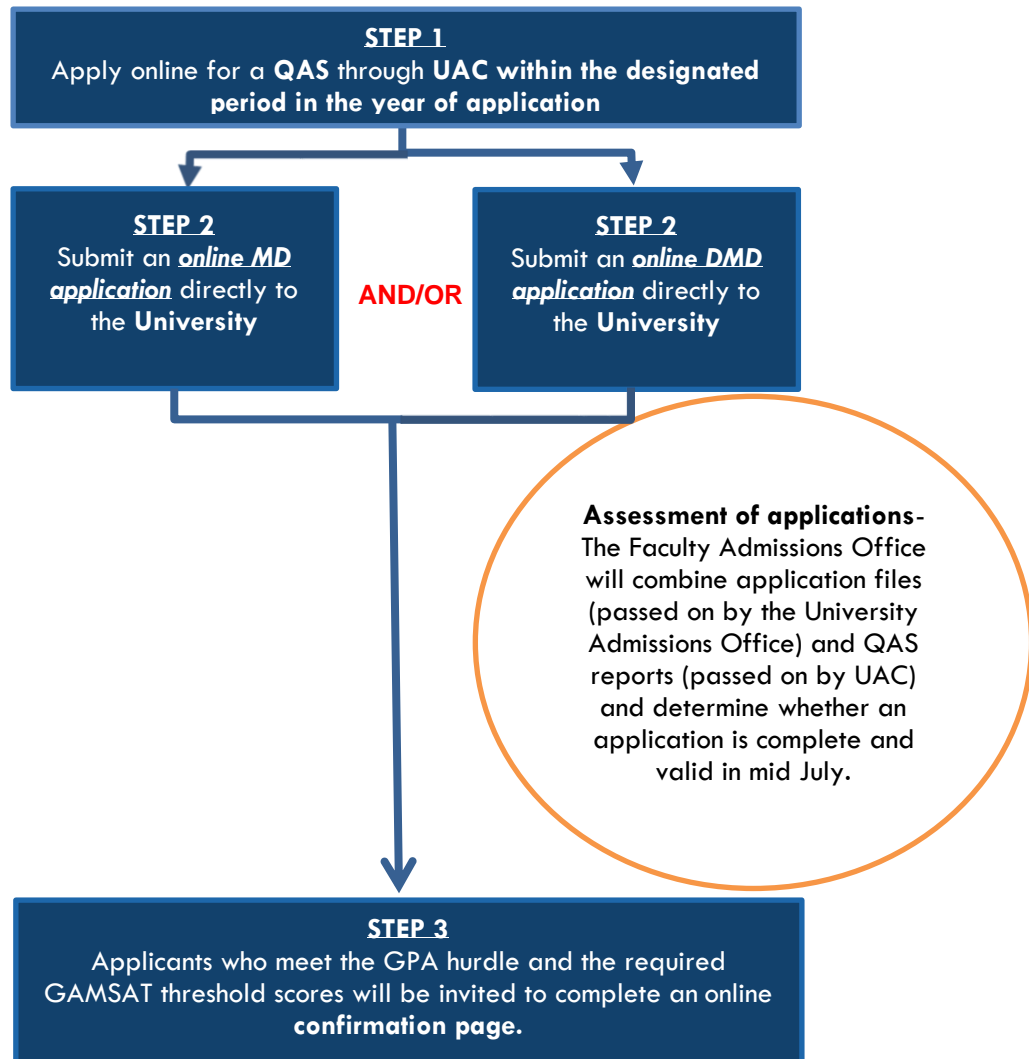 STEP 1
Apply online for a QAS through UAC within the designated
period in the year of application
STEP 2
Submit an online MD
application directly to
the University
AND/OR
STEP 2
Submit an online DMD
application directly to
the University
Assessment of applications-
The Faculty Admissions Office
will combine application files
(passed on by the University
Admissions Office) and QAS
reports (passed on by UAC)
and determine whether an
application is complete and
valid in mid July.
STEP 3
Applicants who meet the GPA hurdle and the required
GAMSAT threshold scores will be invited to complete an online
confirmation page.